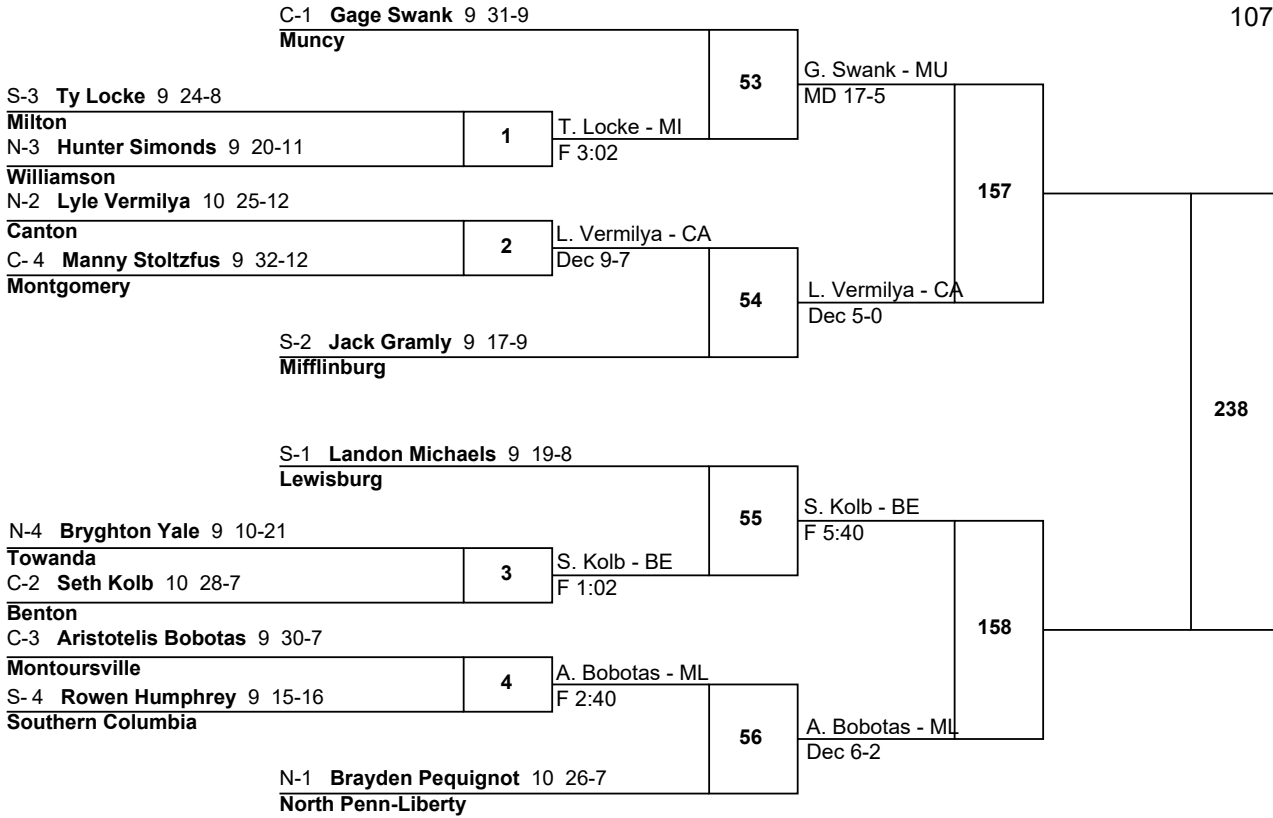 107
C-1 Gage Swank 9 31-9
Muncy
53
G. Swank - MU
MD 17-5
S-3 Ty Locke 9 24-8
Milton
1
T. Locke - MI
F 3:02
N-3 Hunter Simonds 9 20-11
Williamson
157
N-2 Lyle Vermilya 10 25-12
Canton
2
L. Vermilya - CA
Dec 9-7
C- 4 Manny Stoltzfus 9 32-12
Montgomery
54
L. Vermilya - CA
Dec 5-0
S-2 Jack Gramly 9 17-9
Mifflinburg
238
S-1 Landon Michaels 9 19-8
Lewisburg
55
S. Kolb - BE
F 5:40
N-4 Bryghton Yale 9 10-21
Towanda
3
S. Kolb - BE
F 1:02
C-2 Seth Kolb 10 28-7
Benton
158
C-3 Aristotelis Bobotas 9 30-7
Montoursville
4
A. Bobotas - ML
F 2:40
S- 4 Rowen Humphrey 9 15-16
Southern Columbia
56
A. Bobotas - ML
Dec 6-2
N-1 Brayden Pequignot 10 26-7
North Penn-Liberty